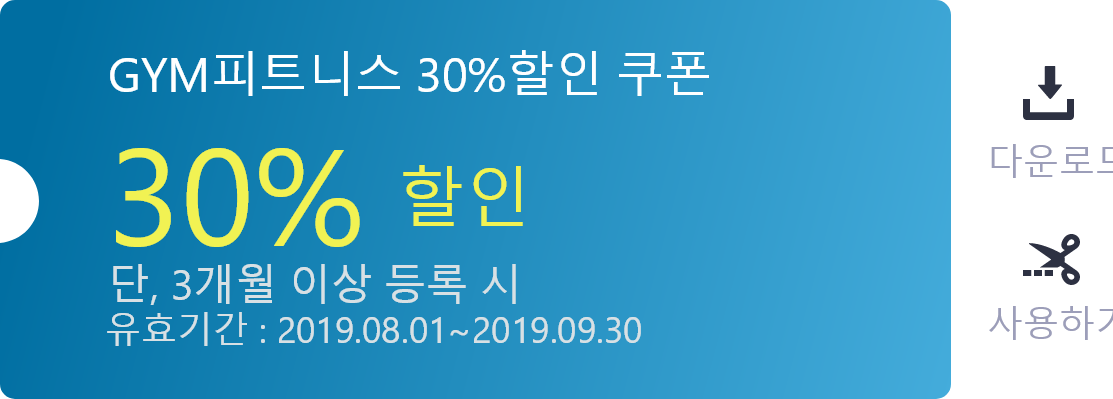 GYM피트니스 30%할인 쿠폰
30% 할인
단, 3개월 이상 등록 시
유효기간 : 2019.08.01~2019.09.30
다운로드
사용하기